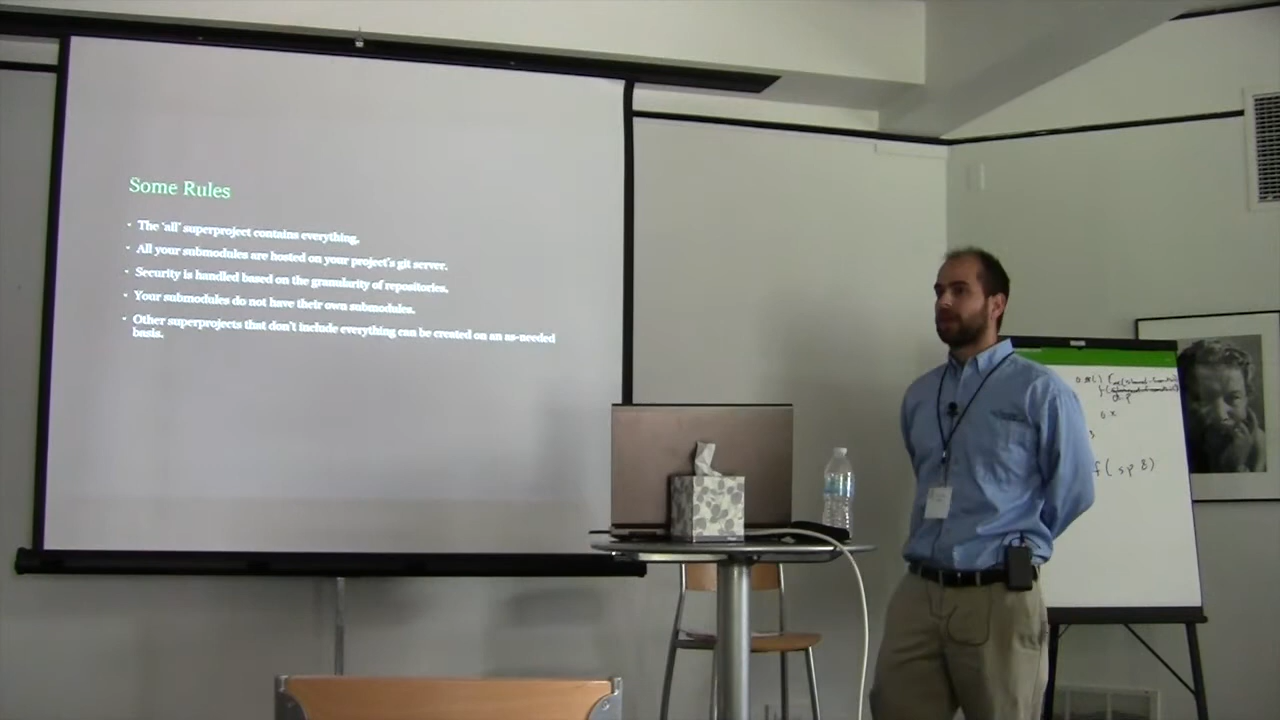 Some Rules
• The 'all' superproject contains everything.
• All your submodules are hosted on your project's git server.
• Security is handled based on the granularity of repositories.
• Your submodules do not have their own submodules.
• Other superprojects that don't include everything can be created on an as-needed
basis.
f( sp &)